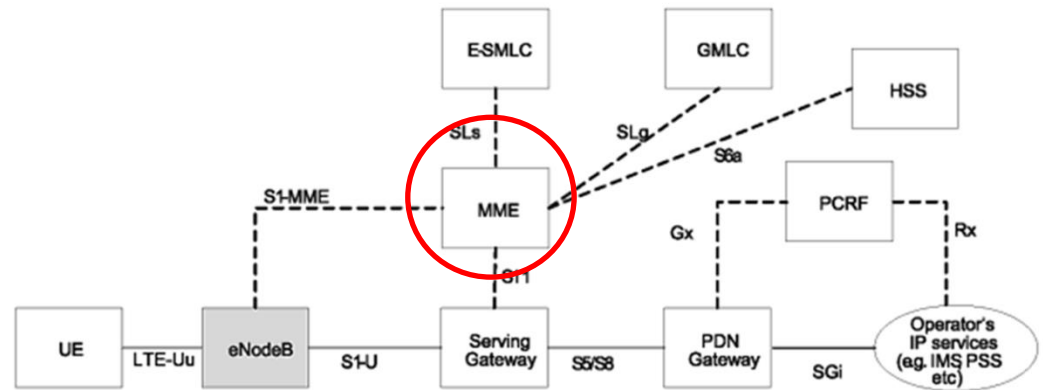 E-SMLC
GMLC
HSS
SLs
SLg
S6a
S1-MME
MME
PCRF
Gx
Rx
S11
UE
LTE-Uu
eNodeB
S1-U
Serving
Gateway
S5/S8
PDN
Gateway
SGi
Operator's
IP services
(e.g. IMS PSS
etc)